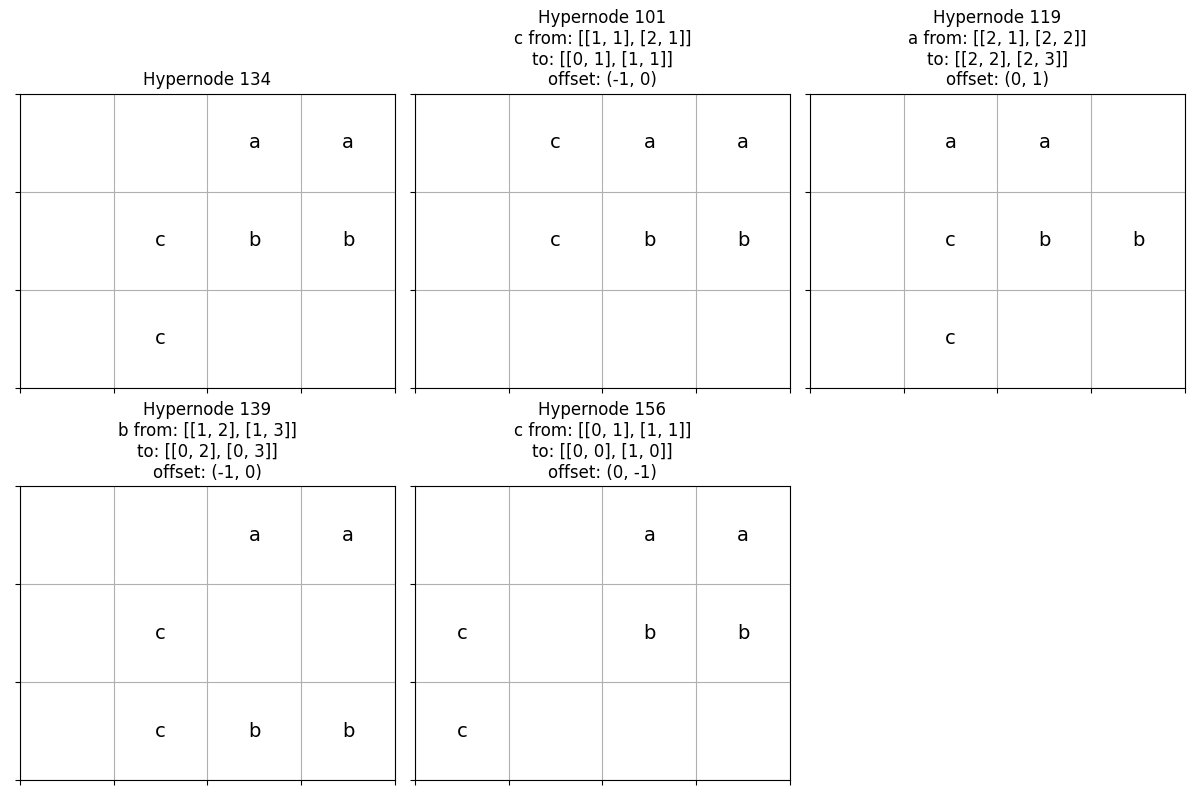 Hypernode 134
a a
c b b
c
Hypernode 101
c from: [[1, 1], [2, 1]]
to: [[0, 1], [1, 1]]
offset: (-1, 0)
c a a
c b b
Hypernode 119
a from: [[2, 1], [2, 2]]
to: [[2, 2], [2, 3]]
offset: (0, 1)
a a
c b b
c
Hypernode 139
b from: [[1, 2], [1, 3]]
to: [[0, 2], [0, 3]]
offset: (-1, 0)
a a
c
c b b
Hypernode 156
c from: [[0, 1], [1, 1]]
to: [[0, 0], [1, 0]]
offset: (0, -1)
a a
c b b
c